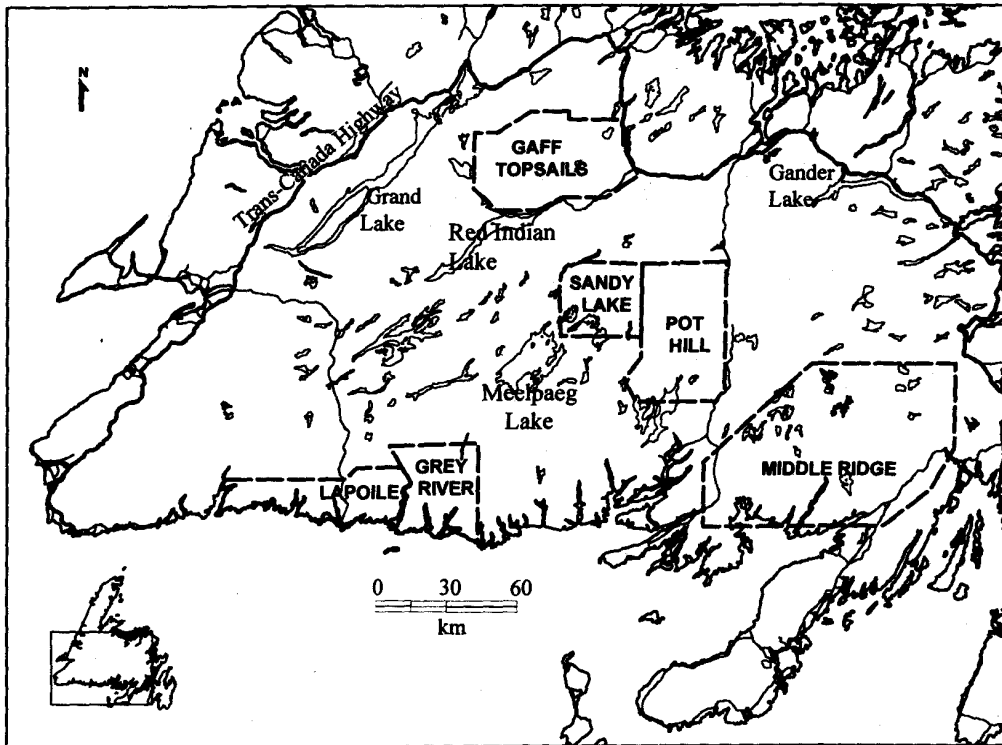 N
Trans-Canada Highway
GAFF
TOPSAILS
Gander
Lake
Grand
Lake
Red Indian
Lake
SANDY
LAKE
POT
HILL
Meelpaeg
Lake
GREY
RIVER
LAPOILE
MIDDLE RIDGE
0 30 60
km